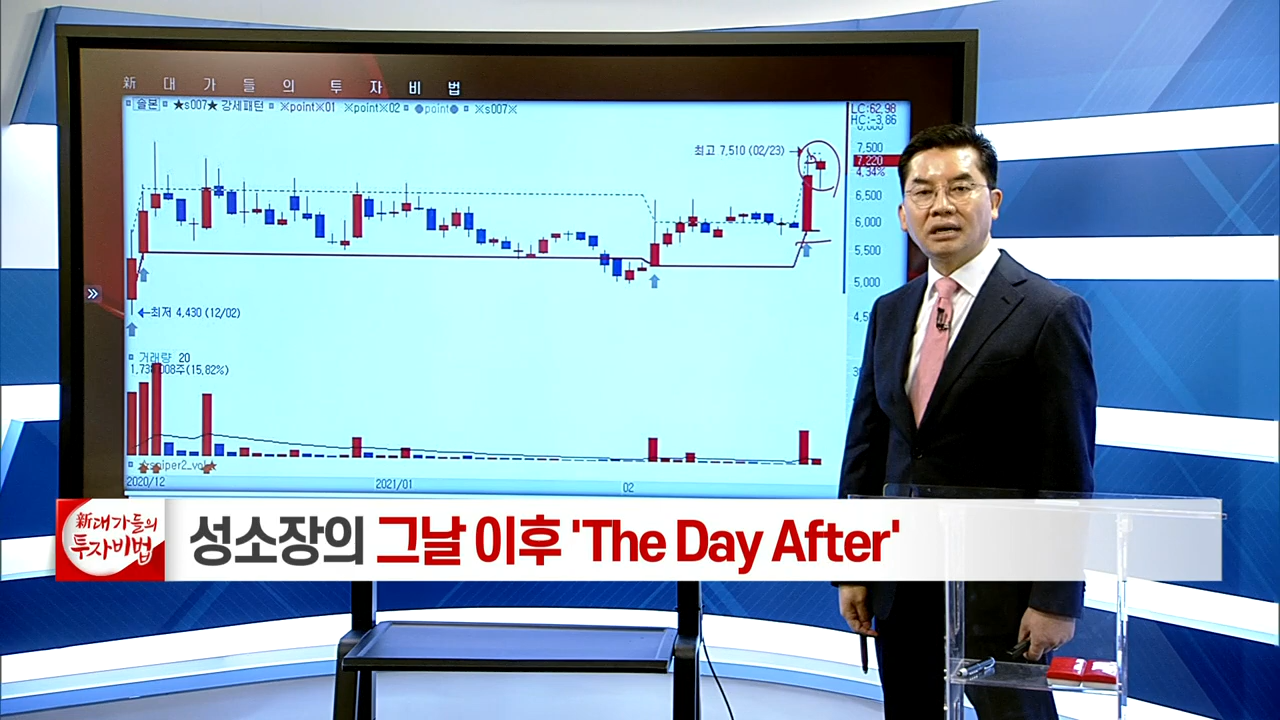 新 대 가 들 의 투 자 비 법
솔본 ★s007★ 강세패턴 ※point※01 ※point※02 ●point● ※s007※
LC:62.98
HC:-3.86
최고 7,510 (02/23)
7,500
7,220
4.34%
6,500
6,000
5,500
5,000
최저 4,430 (12/02)
거래량 20
2020/12
2021/01
02
新대가들의
투자비법
성소장의 그날 이후 'The Day After'